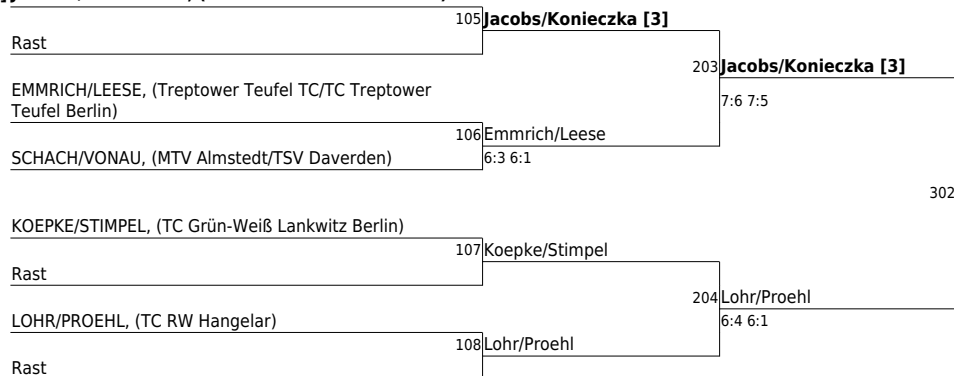 105 Jacobs/Konieczka [3]
Rast
203 Jacobs/Konieczka [3]
EMMRICH/LEESE, (Treptower Teufel TC/TC Treptower
Teufel Berlin)
7:6 7:5
106 Emmrich/Leese
SCHACH/VONAU, (MTV Almstedt/TSV Daverden)
6:3 6:1
302
KOEPKE/STIMPEL, (TC Grün-Weiß Lankwitz Berlin)
107 Koepke/Stimpel
Rast
204 Lohr/Proehl
LOHR/PROEHL, (TC RW Hangelar)
6:4 6:1
108 Lohr/Proehl
Rast